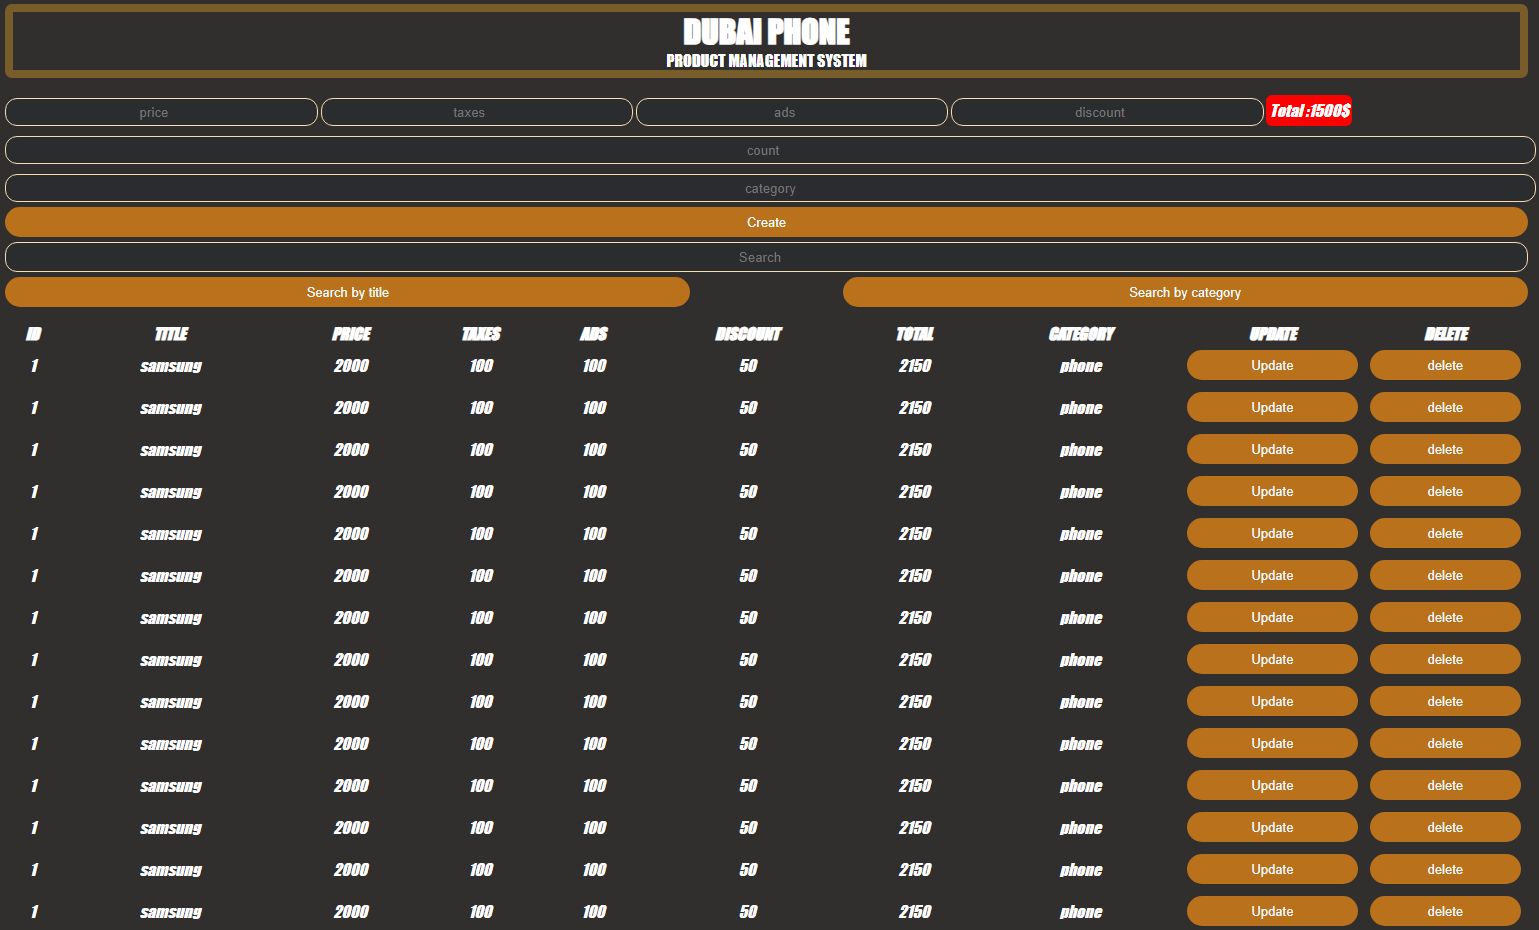 DUBAI PHONE
PRODUCT MANAGEMENT SYSTEM
price taxes ads discount Total :1500$
count
category
Create
Search
Search by title Search by category
ID TITLE PRICE TAXES ADS DISCOUNT TOTAL CATEGORY UPDATE DELETE
1 samsung 2000 100 100 50 2150 phone Update delete
1 samsung 2000 100 100 50 2150 phone Update delete
1 samsung 2000 100 100 50 2150 phone Update delete
1 samsung 2000 100 100 50 2150 phone Update delete
1 samsung 2000 100 100 50 2150 phone Update delete
1 samsung 2000 100 100 50 2150 phone Update delete
1 samsung 2000 100 100 50 2150 phone Update delete
1 samsung 2000 100 100 50 2150 phone Update delete
1 samsung 2000 100 100 50 2150 phone Update delete
1 samsung 2000 100 100 50 2150 phone Update delete
1 samsung 2000 100 100 50 2150 phone Update delete
1 samsung 2000 100 100 50 2150 phone Update delete
1 samsung 2000 100 100 50 2150 phone Update delete
1 samsung 2000 100 100 50 2150 phone Update delete